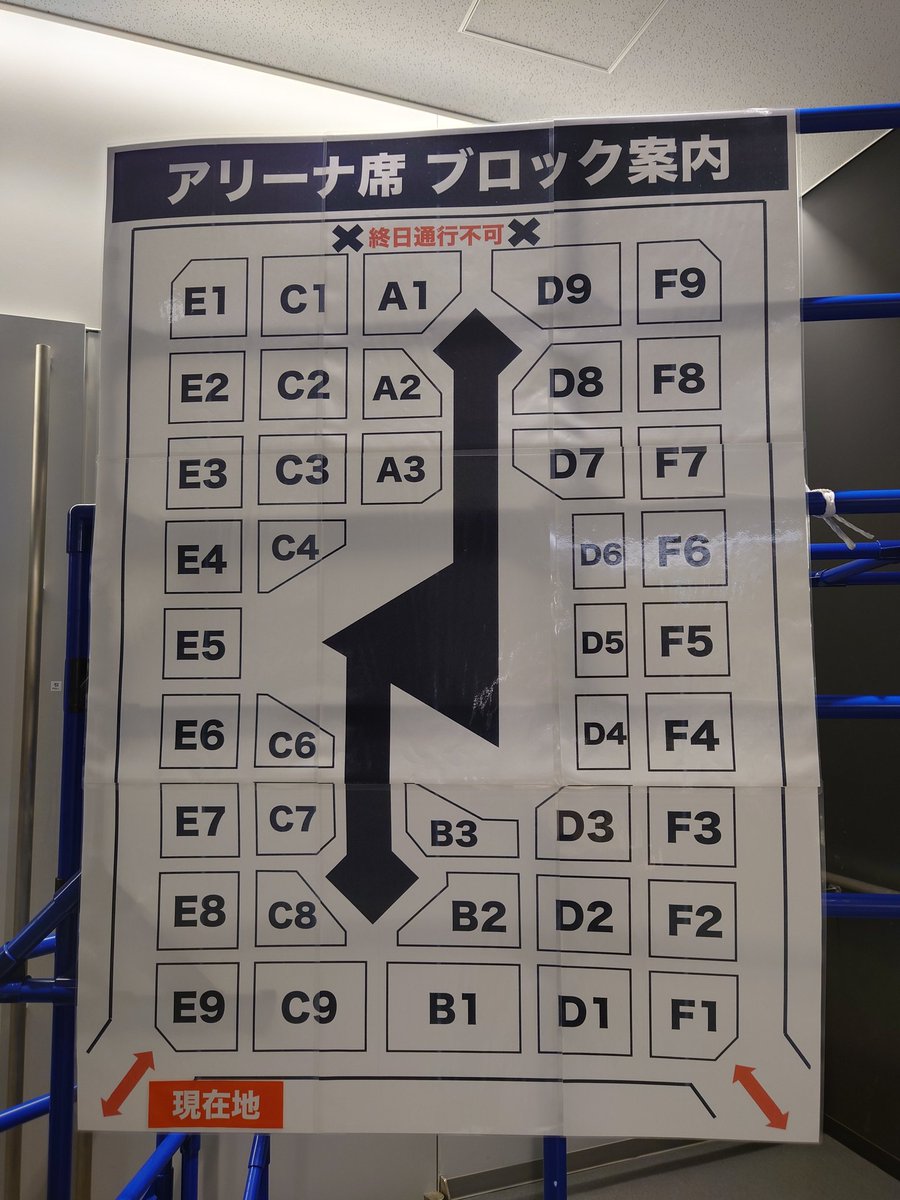 アリーナ席 ブロック案内
✖終日通行不可✖
E1 C1 A1 D9 F9
E2 C2 A2 D8 F8
E3 C3 A3 D7 F7
E4 C4 D6 F6
E5 D5 F5
E6 C6 D4 F4
E7 C7 B3 D3 F3
E8 C8 B2 D2 F2
E9 C9 B1 D1 F1
現在地